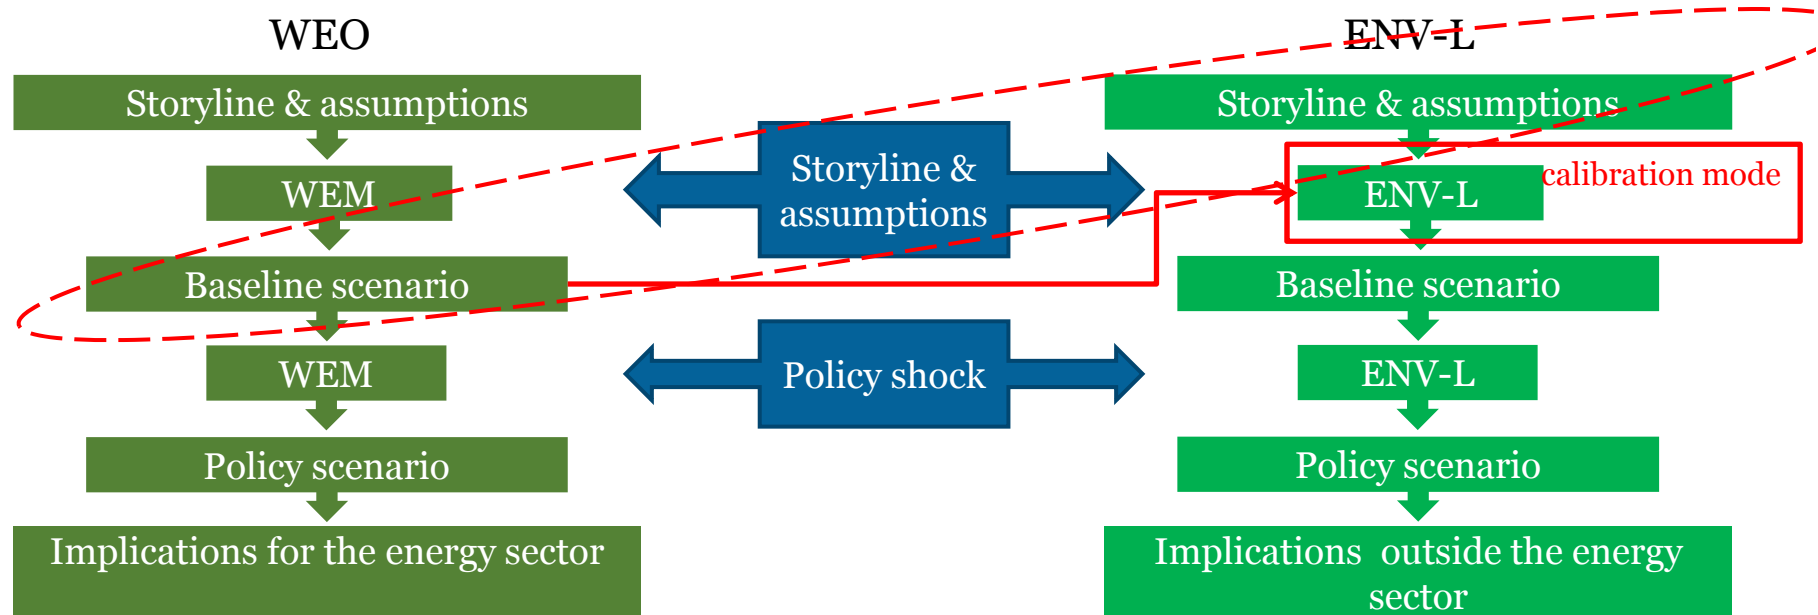 WEO
Storyline & assumptions
WEM
Baseline scenario
WEM
Policy scenario
Implications for the energy sector
Storyline &
assumptions
Policy shock
ENV-L
Storyline & assumptions
ENV-L
calibration mode
Baseline scenario
ENV-L
Policy scenario
Implications outside the energy
sector